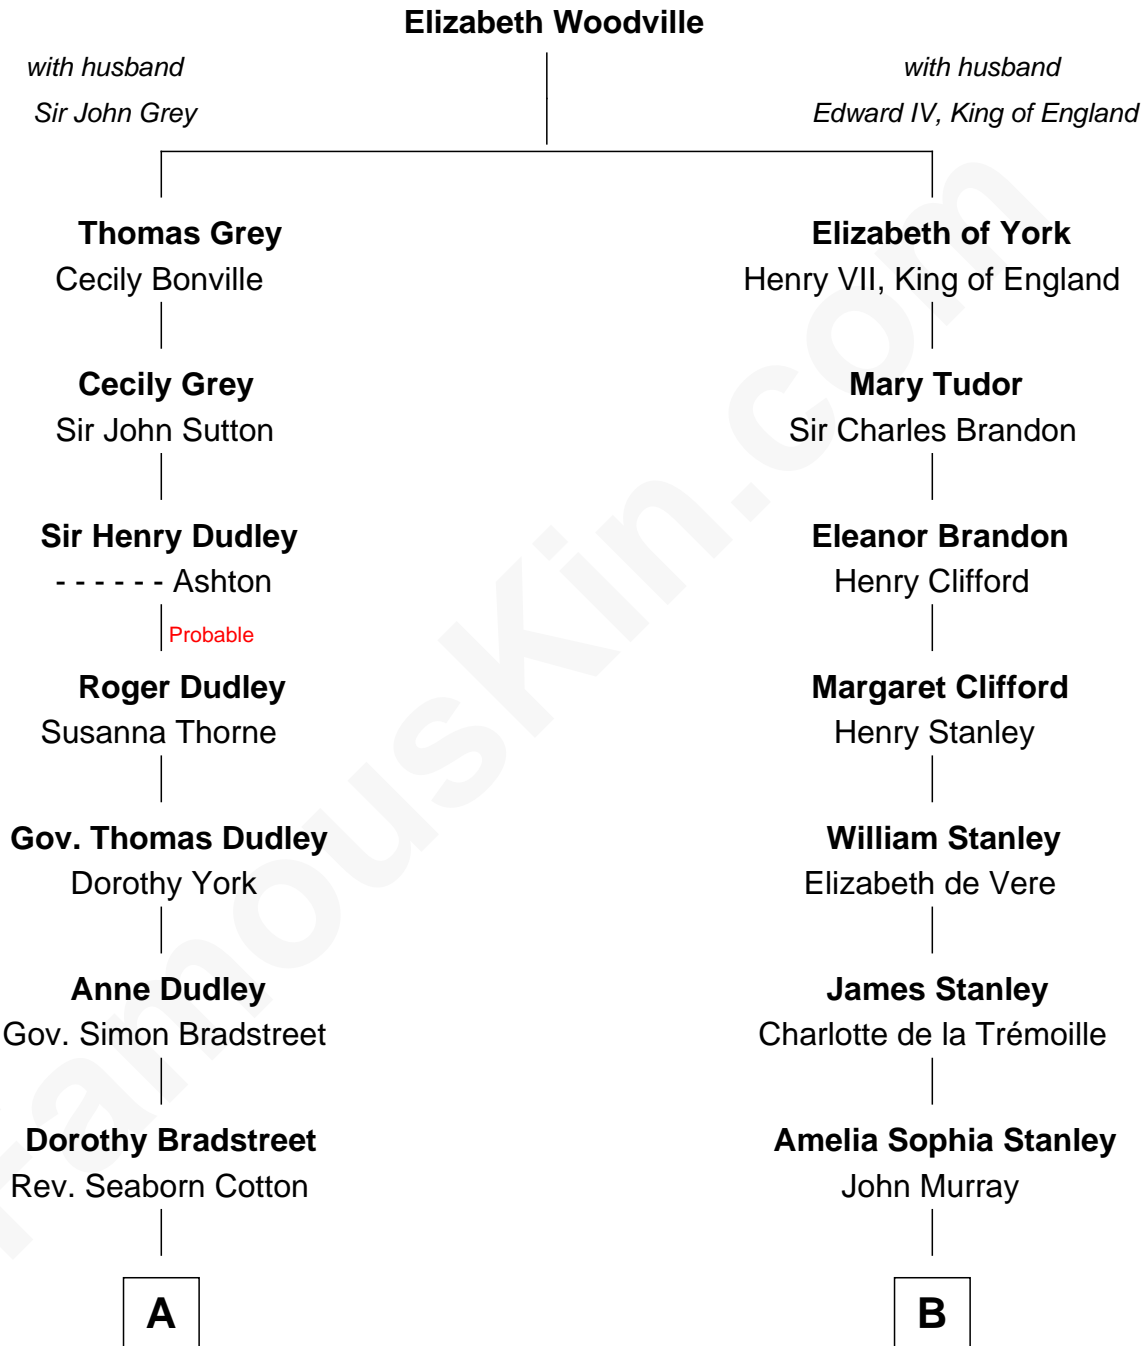 Elizabeth Woodville
with husband
Sir John Grey
with husband
Edward IV, King of England
Thomas Grey
Cecily Bonville
Elizabeth of York
Henry VII, King of England
Cecily Grey
Sir John Sutton
Mary Tudor
Sir Charles Brandon
Sir Henry Dudley
- - - - - - Ashton
Eleanor Brandon
Henry Clifford
Probable
Roger Dudley
Susanna Thorne
Margaret Clifford
Henry Stanley
Gov. Thomas Dudley
Dorothy York
William Stanley
Elizabeth de Vere
Anne Dudley
Gov. Simon Bradstreet
James Stanley
Charlotte de la Trémoille
Dorothy Bradstreet
Rev. Seaborn Cotton
Amelia Sophia Stanley
John Murray
A
B
FamousKin.com